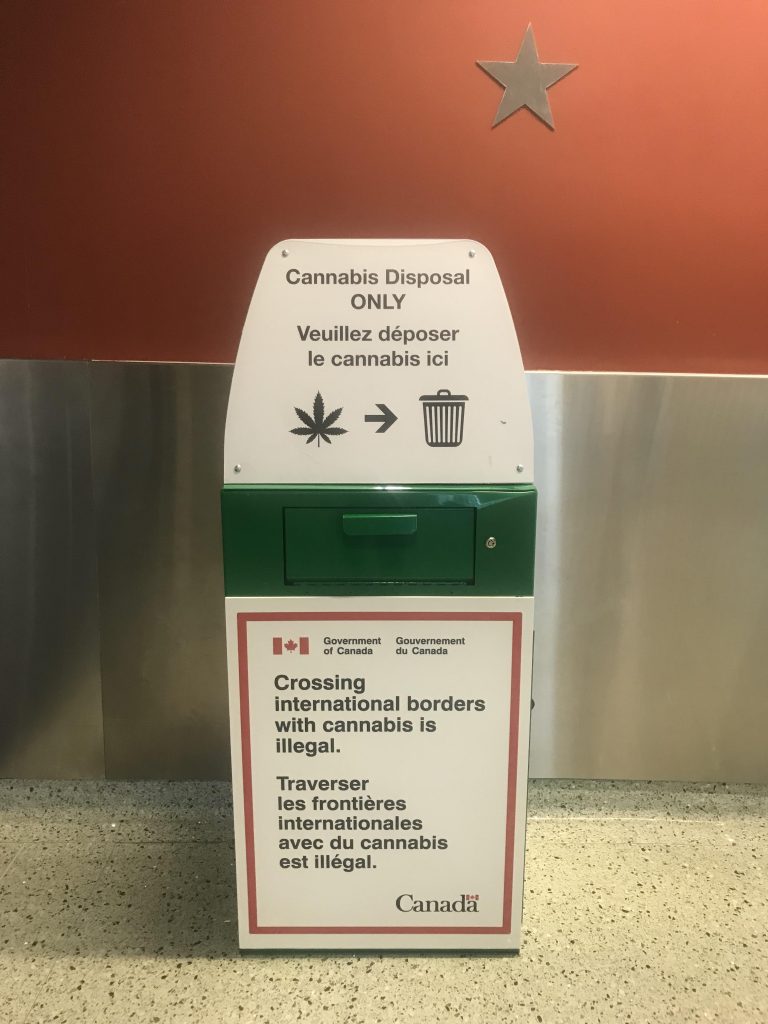 Cannabis Disposal
ONLY
Veuillez déposer
le cannabis ici
Government
of Canada
Gouvernement
du Canada
Crossing
international borders
with cannabis is
illegal.
Traverser
les frontières
internationales
avec du cannabis
est illégal.
Canada